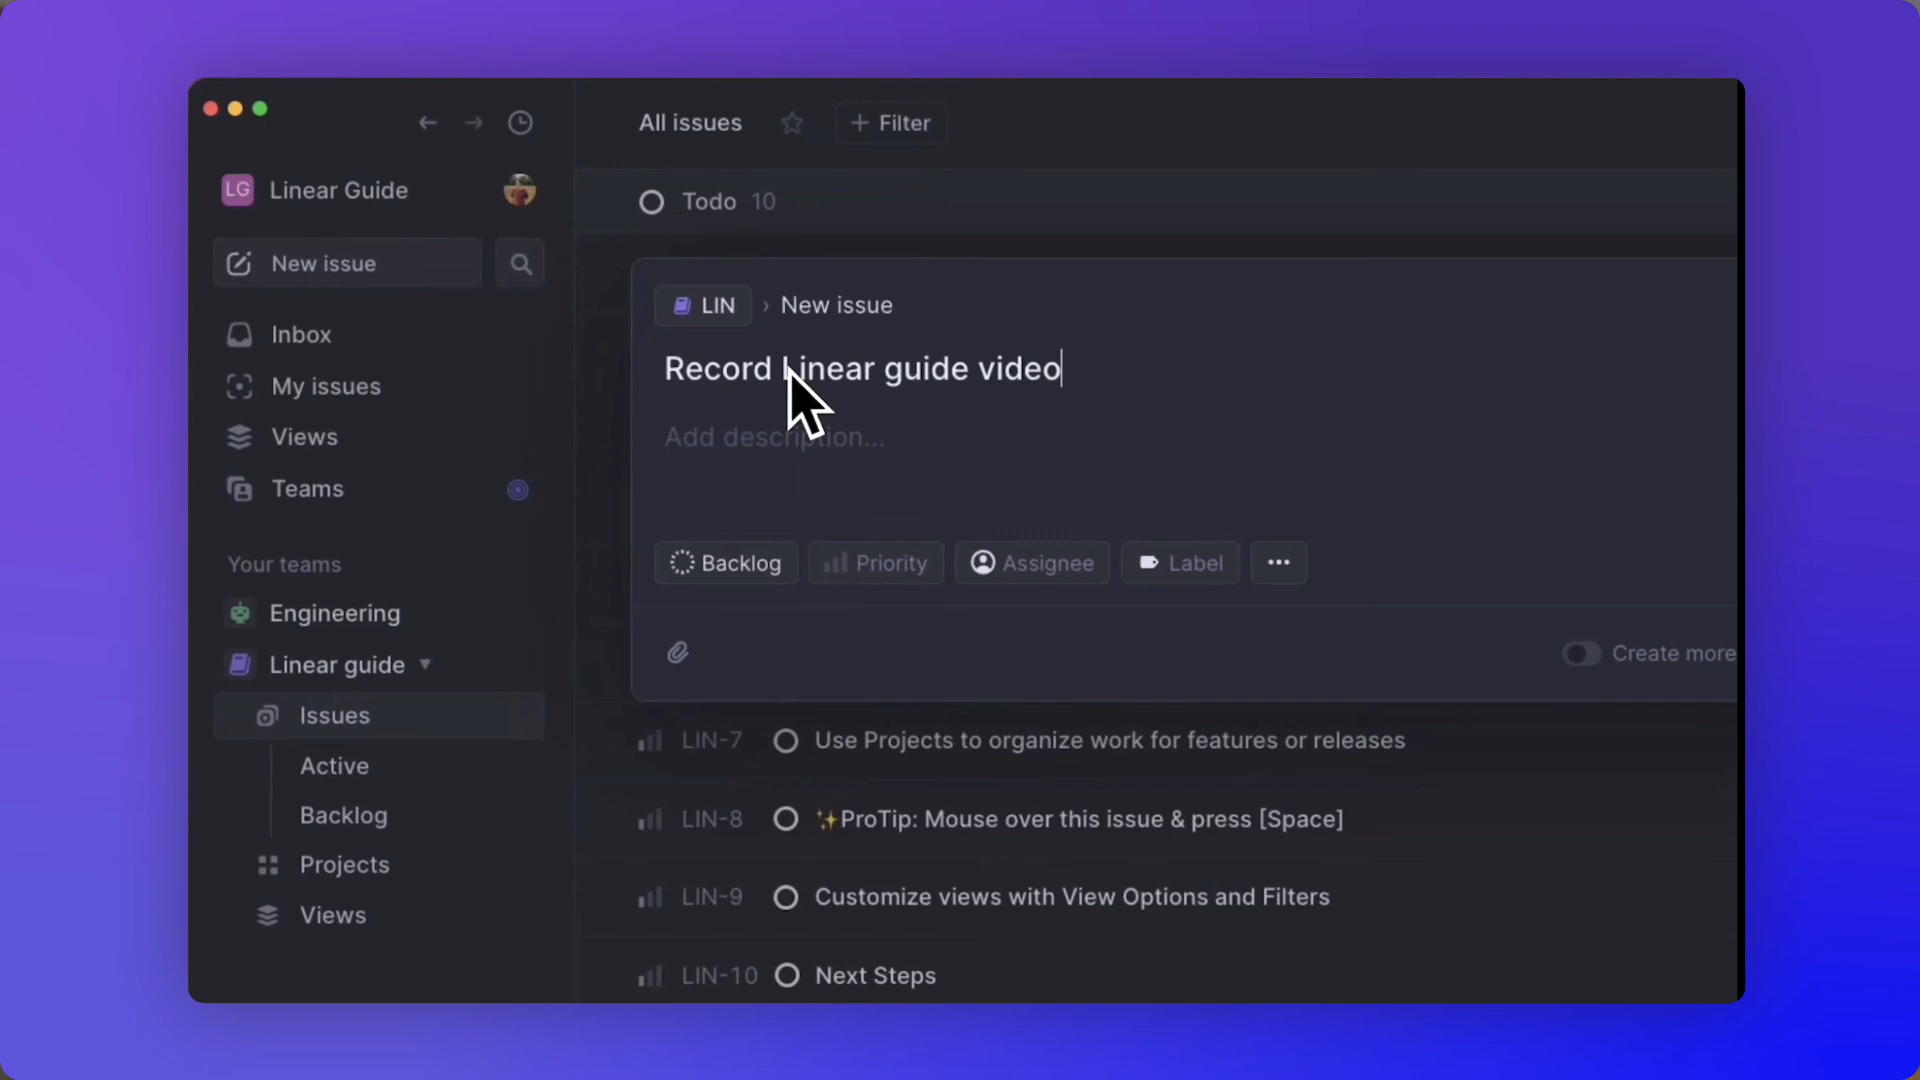 All issues
Filter
LG Linear Guide
Todo 10
New issue
LIN › New issue
Inbox
Record Linear guide video
My issues
Views
Add description...
Teams
Backlog
Priority
Assignee
Label
Your teams
Engineering
Create more
Linear guide
Issues
LIN-7 Use Projects to organize work for features or releases
Active
LIN-8 ✨ProTip: Mouse over this issue & press [Space]
Backlog
Projects
LIN-9 Customize views with View Options and Filters
Views
LIN-10 Next Steps